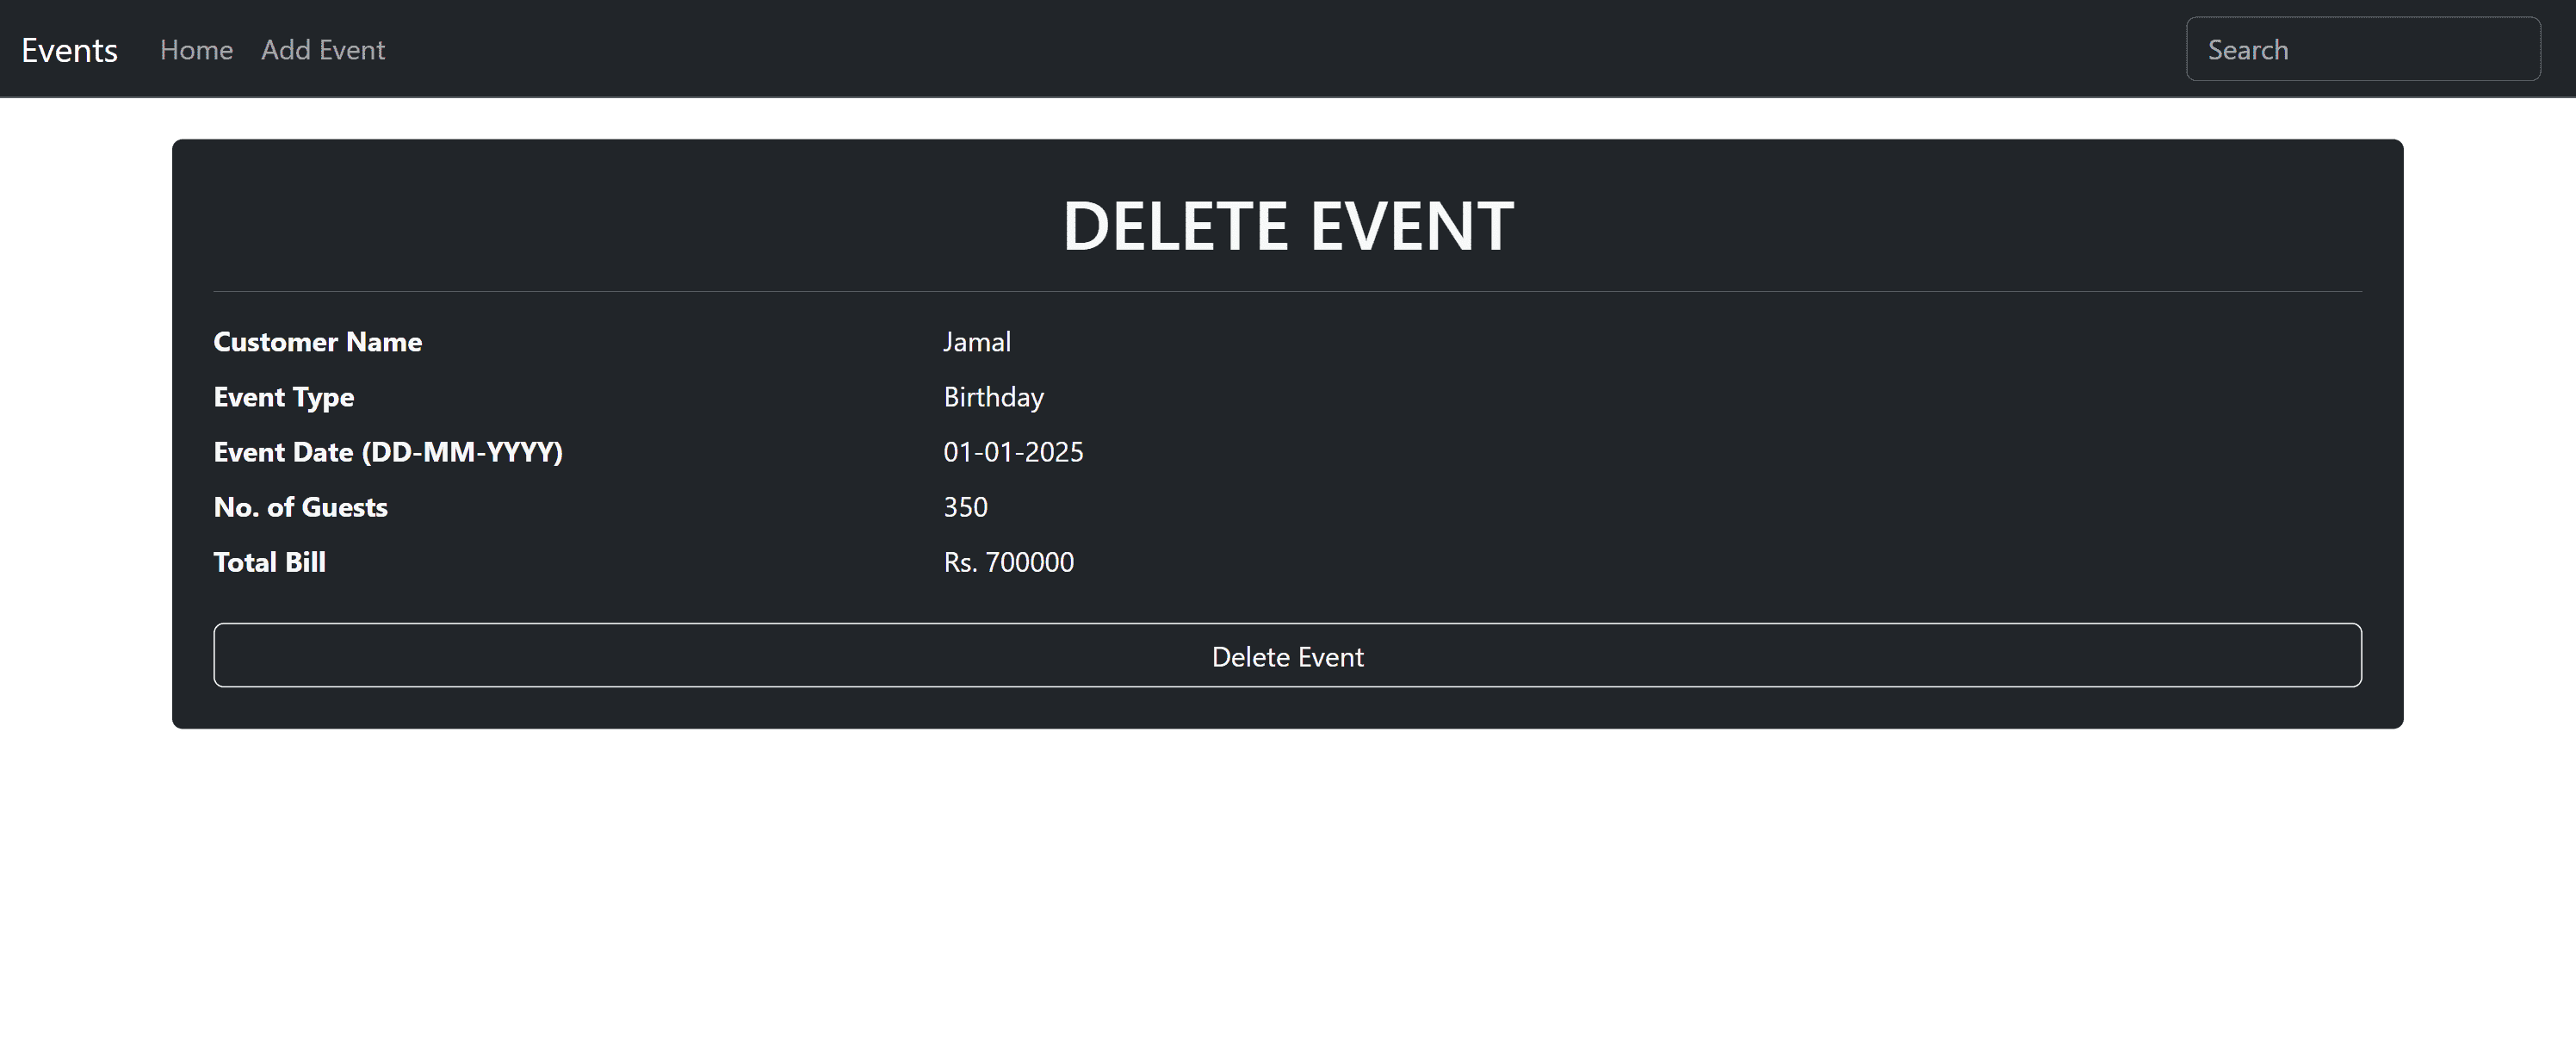 Events Home Add Event Search
DELETE EVENT
Customer Name Jamal
Event Type Birthday
Event Date (DD-MM-YYYY) 01-01-2025
No. of Guests 350
Total Bill Rs. 700000
Delete Event